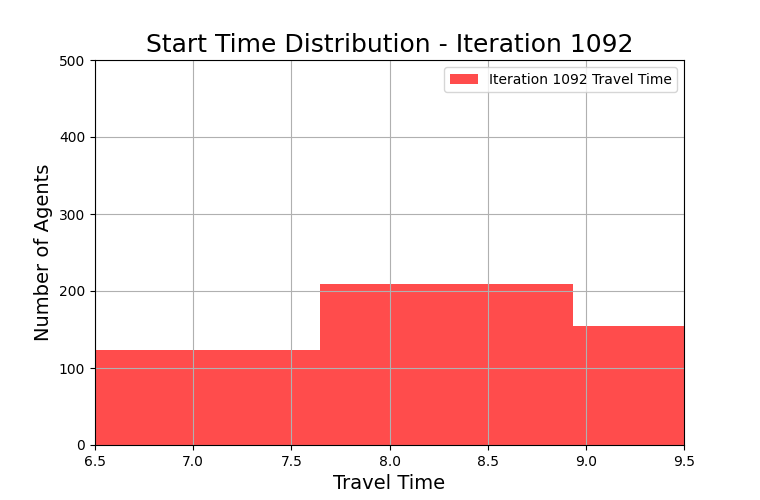 Start Time Distribution - Iteration 1092
Iteration 1092 Travel Time
Number of Agents
500
400
300
200
100
0
6.5 7.0 7.5 8.0 8.5 9.0 9.5
Travel Time